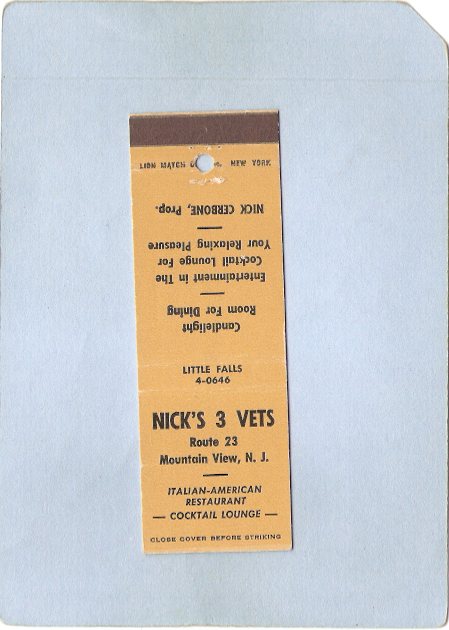 LION MATCH NEW YORK
NICK CERBONE, Prop.
Candlelight
Room For Dining
Entertainment in The
Cocktail Lounge For
Your Relaxing Pleasure
LITTLE FALLS
4-0646
NICK'S 3 VETS
Route 23
Mountain View, N. J.
ITALIAN-AMERICAN
RESTAURANT
— COCKTAIL LOUNGE —
CLOSE COVER BEFORE STRIKING